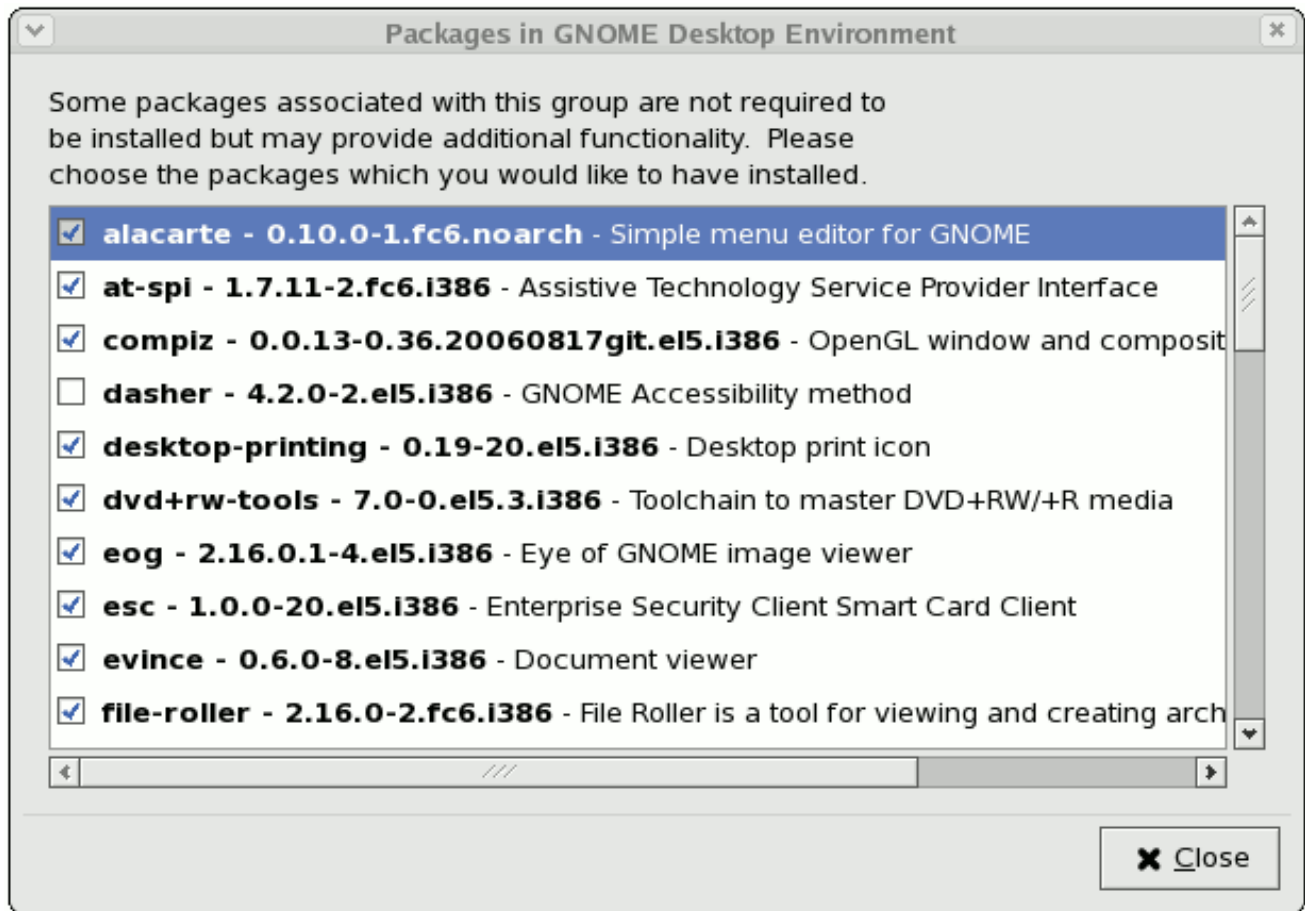 Packages in GNOME Desktop Environment
Some packages associated with this group are not required to
be installed but may provide additional functionality.  Please
choose the packages which you would like to have installed.
alacarte - 0.10.0-1.fc6.noarch - Simple menu editor for GNOME
at-spi - 1.7.11-2.fc6.i386 - Assistive Technology Service Provider Interface
compiz - 0.0.13-0.36.20060817git.el5.i386 - OpenGL window and composit
dasher - 4.2.0-2.el5.i386 - GNOME Accessibility method
desktop-printing - 0.19-20.el5.i386 - Desktop print icon
dvd+rw-tools - 7.0-0.el5.3.i386 - Toolchain to master DVD+RW/+R media
eog - 2.16.0.1-4.el5.i386 - Eye of GNOME image viewer
esc - 1.0.0-20.el5.i386 - Enterprise Security Client Smart Card Client
evince - 0.6.0-8.el5.i386 - Document viewer
file-roller - 2.16.0-2.fc6.i386 - File Roller is a tool for viewing and creating arch
Close